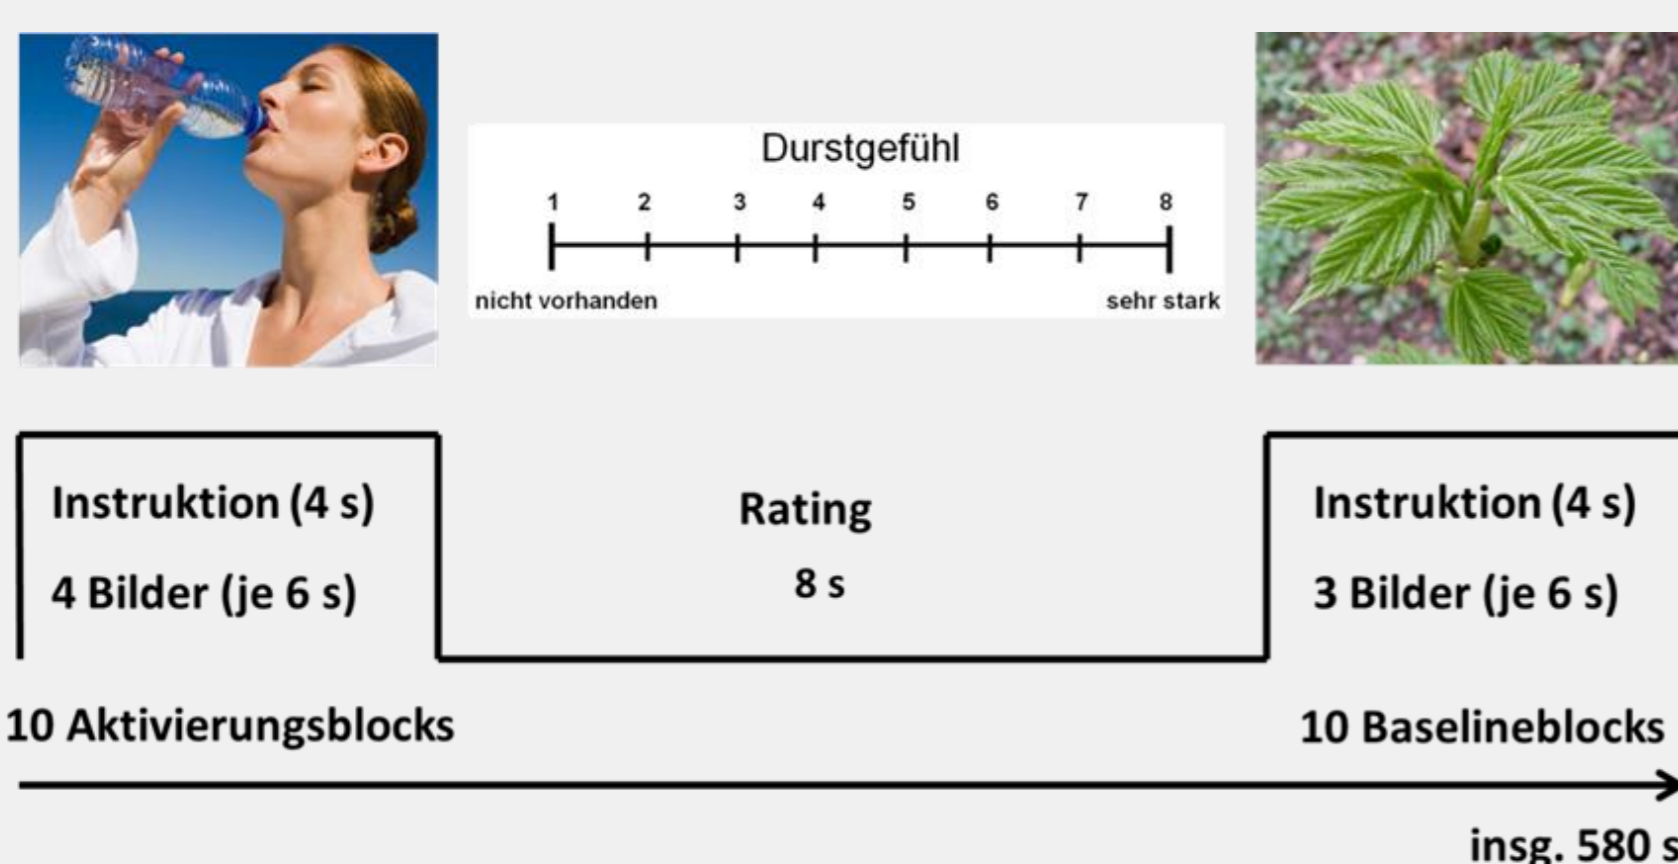 Durstgefühl
1 2 3 4 5 6 7 8
nicht vorhanden sehr stark
Instruktion (4 s)
4 Bilder (je 6 s)
Rating
8 s
Instruktion (4 s)
3 Bilder (je 6 s)
10 Aktivierungsblocks
10 Baselineblocks
insg. 580 s